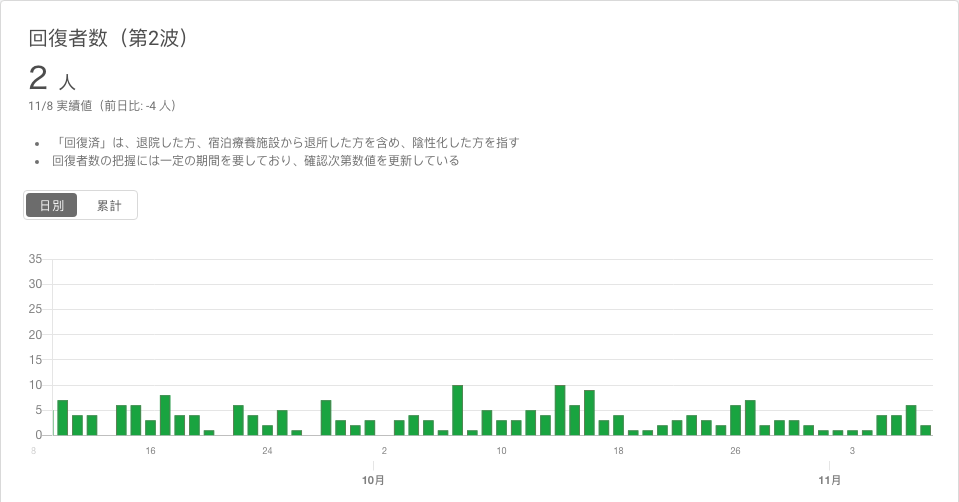 回復者数（第2波）
2 人
11/8 実績値（前日比: -4 人）
• 「回復済」は、退院した方、宿泊療養施設から退所した方を含め、陰性化した方を指す
• 回復者数の把握には一定の期間を要しており、確認次第数値を更新している
日別 累計
35
30
25
20
15
10
5
0
8 16 24 2 10 18 26 3
10月 11月